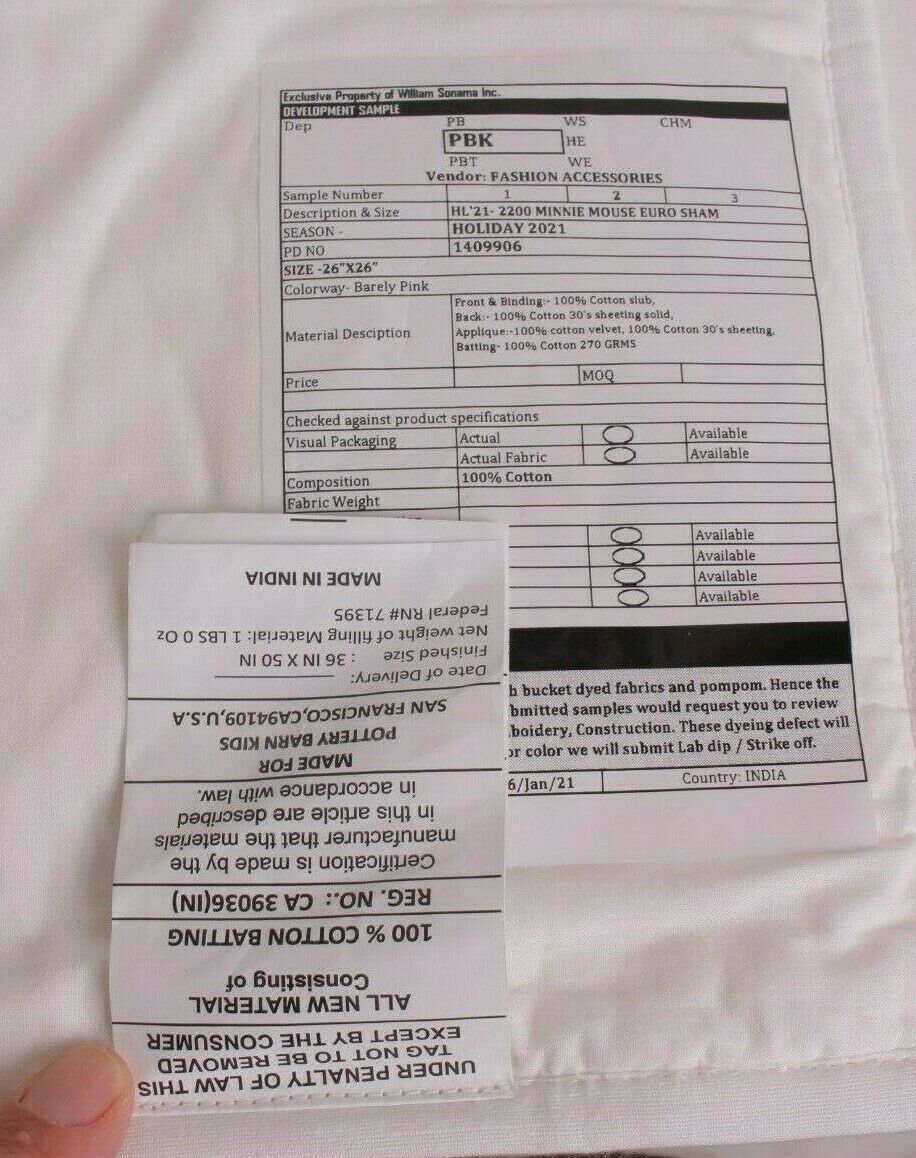 Exclusive Property of William Sonama Inc.
DEVELOPMENT SAMPLE
Dep PB WS CHM
PBK HE
PBT WE
Vendor: FASHION ACCESSORIES
Sample Number 1 2 3
Description & Size HL'21- 2200 MINNIE MOUSE EURO SHAM
SEASON - HOLIDAY 2021
PD NO 1409906
SIZE -26"X26"
Colorway- Barely Pink
Material Desciption
Front & Binding:- 100% Cotton slub,
Back:- 100% Cotton 30's sheeting solid,
Applique:-100% cotton velvet, 100% Cotton 30's sheeting,
Batting- 100% Cotton 270 GRMS
Price MOQ
Checked against product specifications
Visual Packaging Actual Available
Actual Fabric Available
Composition 100% Cotton
Fabric Weight
Available
Available
Available
Available
h bucket dyed fabrics and pompom. Hence the
bmitted samples would request you to review
boidery, Construction. These dyeing defect will
or color we will submit Lab dip / Strike off.
6/Jan/21 Country: INDIA
UNDER PENALTY OF LAW THIS
TAG NOT TO BE REMOVED
EXCEPT BY THE CONSUMER
ALL NEW MATERIAL
Consisting of
100 % COTTON BATTING
REG. NO.: CA 39036(IN)
Certification is made by the
manufacturer that the materials
in this article are described
in accordance with law.
MADE FOR
POTTERY BARN KIDS
SAN FRANCISCO,CA94109,U.S.A
Date of Delivery:
Finished Size : 36 IN X 50 IN
Net weight of filling Material: 1 LBS 0 Oz
Federal RN# 71395
MADE IN INDIA